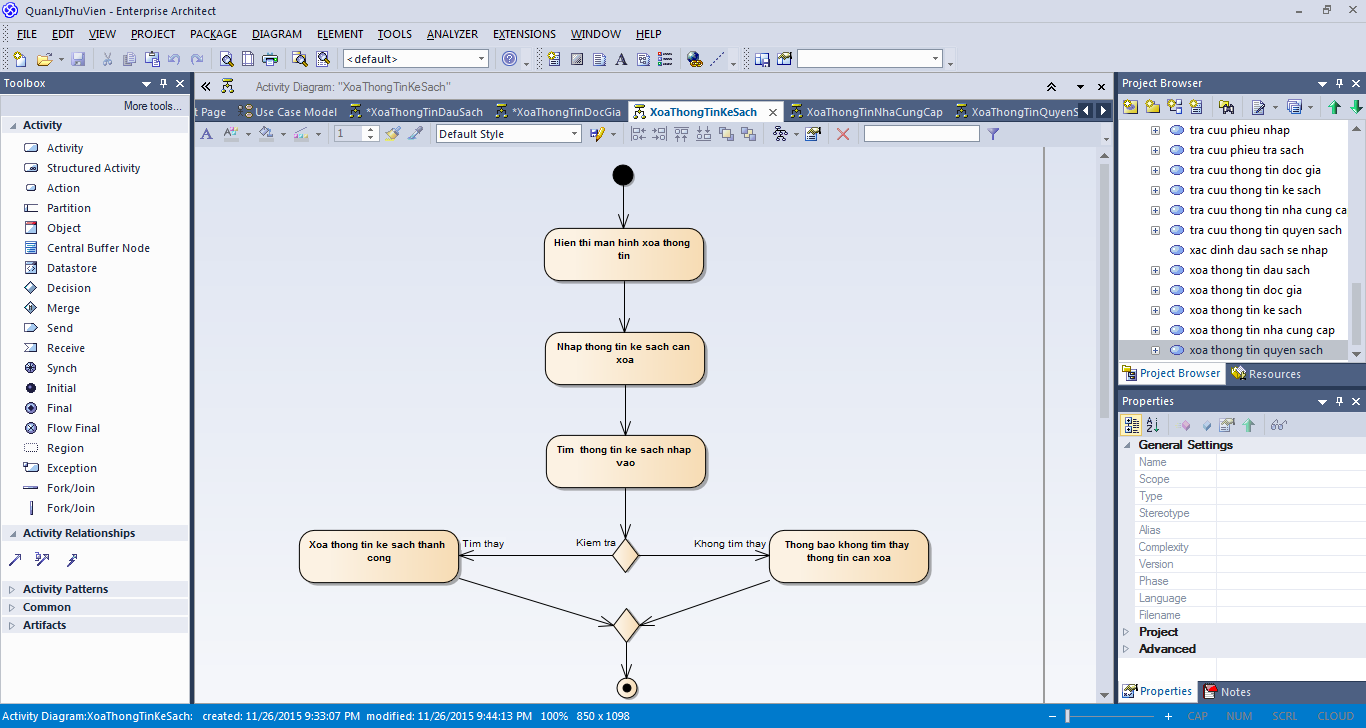 QuanLyThuVien - Enterprise Architect
FILE EDIT VIEW PROJECT PACKAGE DIAGRAM ELEMENT TOOLS ANALYZER EXTENSIONS WINDOW HELP
<default>
Toolbox
More tools...
Activity
Activity
Structured Activity
Action
Partition
Object
Central Buffer Node
Datastore
Decision
Merge
Send
Receive
Synch
Initial
Final
Flow Final
Region
Exception
Fork/Join
Fork/Join
Activity Relationships
Activity Patterns
Common
Artifacts
Activity Diagram: "XoaThongTinKeSach"
t Page Use Case Model *XoaThongTinDauSach *XoaThongTinDocGia XoaThongTinKeSach XoaThongTinNhaCungCap XoaThongTinQuyenS
1 Default Style
Hien thi man hinh xoa thong
tin
Nhap thong tin ke sach can
xoa
Tim thong tin ke sach nhap
vao
Kiem tra
Tim thay
Khong tim thay
Xoa thong tin ke sach thanh
cong
Thong bao khong tim thay
thong tin can xoa
Project Browser
tra cuu phieu nhap
tra cuu phieu tra sach
tra cuu thong tin doc gia
tra cuu thong tin ke sach
tra cuu thong tin nha cung ca
tra cuu thong tin quyen sach
xac dinh dau sach se nhap
xoa thong tin dau sach
xoa thong tin doc gia
xoa thong tin ke sach
xoa thong tin nha cung cap
xoa thong tin quyen sach
Project Browser Resources
Properties
General Settings
Name
Scope
Type
Stereotype
Alias
Complexity
Version
Phase
Language
Filename
Project
Advanced
Properties Notes
Activity Diagram:XoaThongTinKeSach: created: 11/26/2015 9:33:07 PM modified: 11/26/2015 9:44:13 PM 100% 850 x 1098
CAP NUM SCRL CLOUD